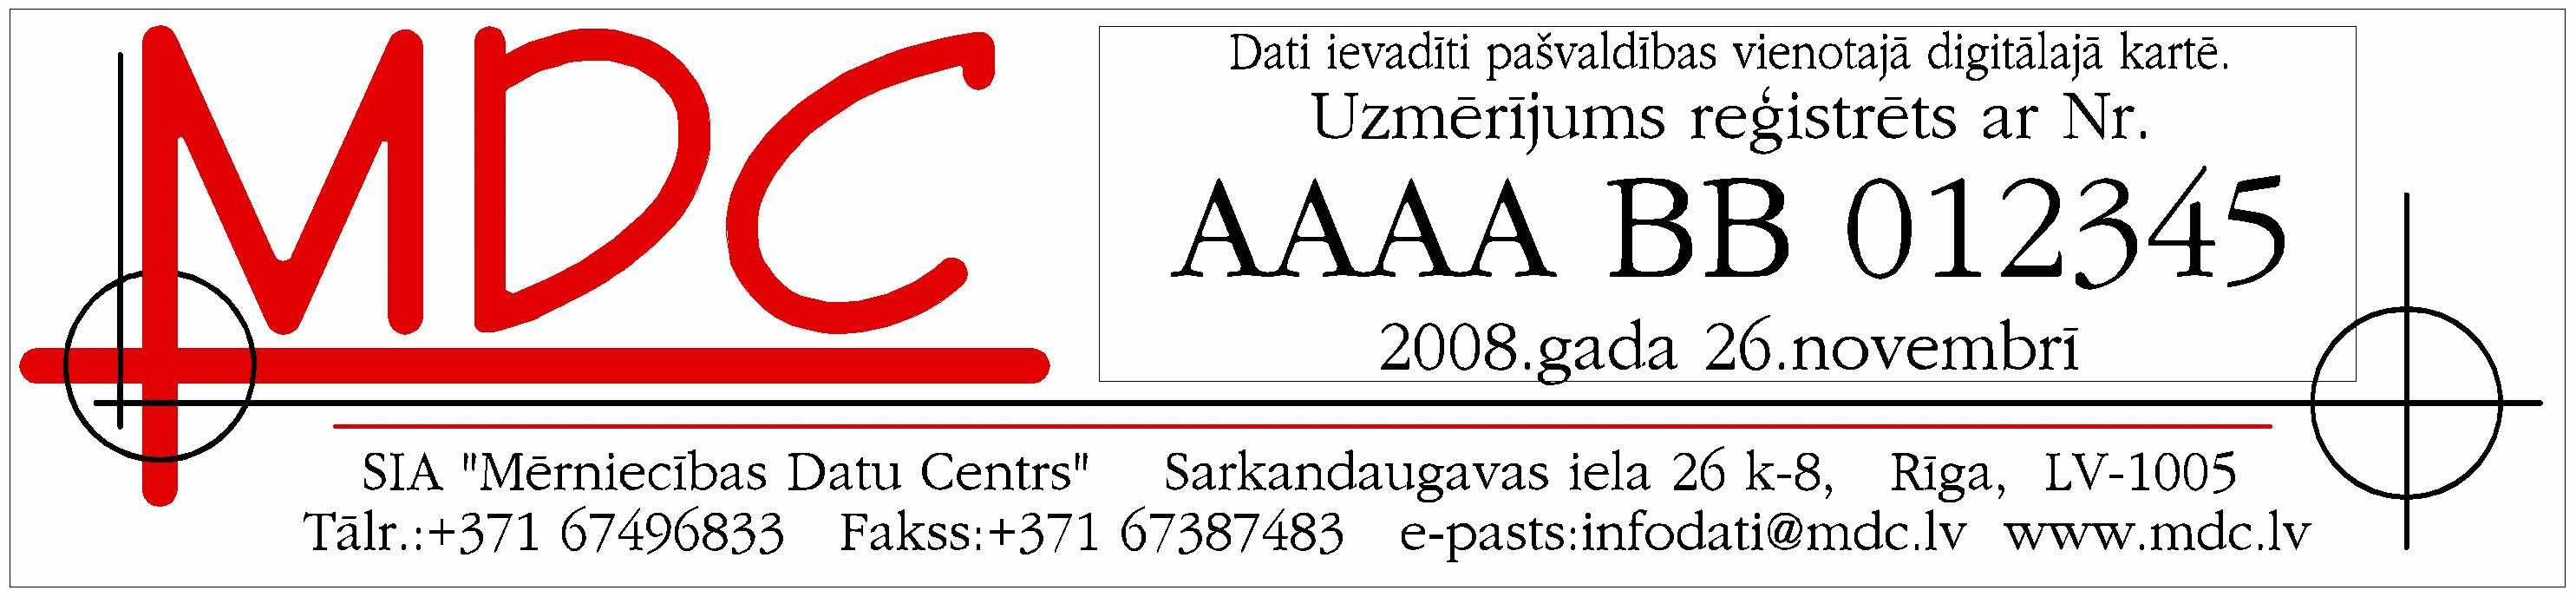 MDC
Dati ievadīti pašvaldības vienotajā digitālajā kartē.
Uzmērījums reģistrēts ar Nr.
AAAA BB 012345
2008.gada 26.novembrī
SIA "Mērniecības Datu Centrs" Sarkandaugavas iela 26 k-8, Rīga, LV-1005
Tālr.:+371 67496833 Fakss:+371 67387483 e-pasts:infodati@mdc.lv www.mdc.lv